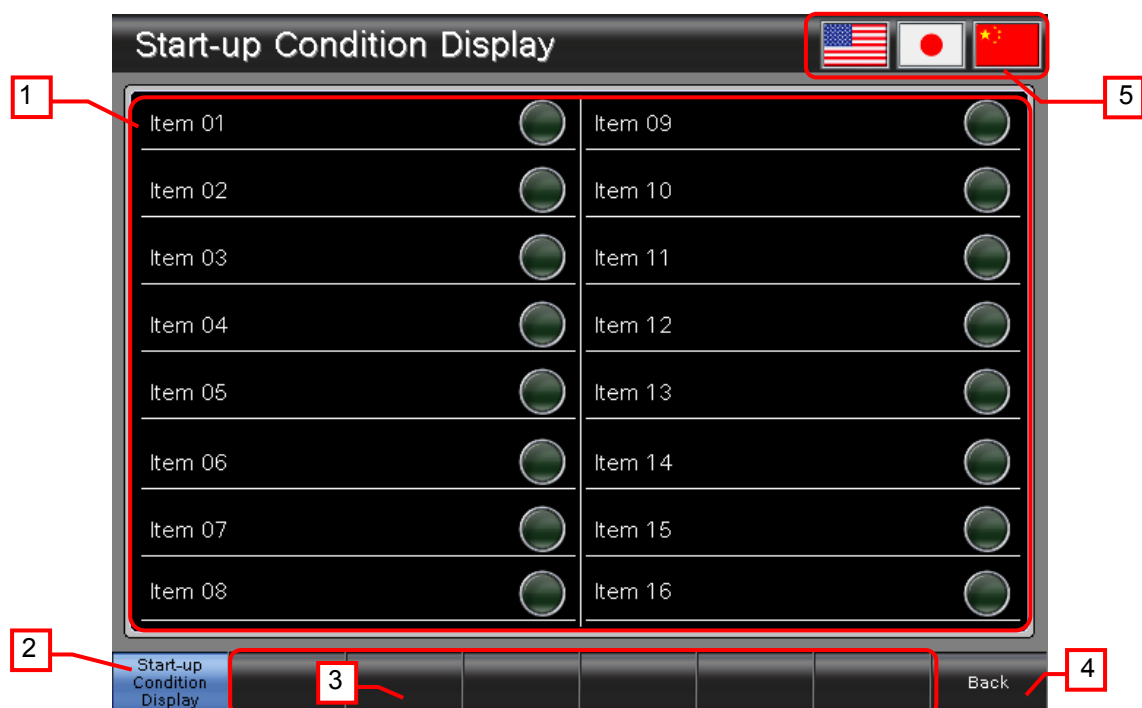 Start-up Condition Display
1
5
Item 01
Item 09
Item 02
Item 10
Item 03
Item 11
Item 04
Item 12
Item 05
Item 13
Item 06
Item 14
Item 07
Item 15
Item 08
Item 16
2
Start-up
Condition
Display
3
Back
4